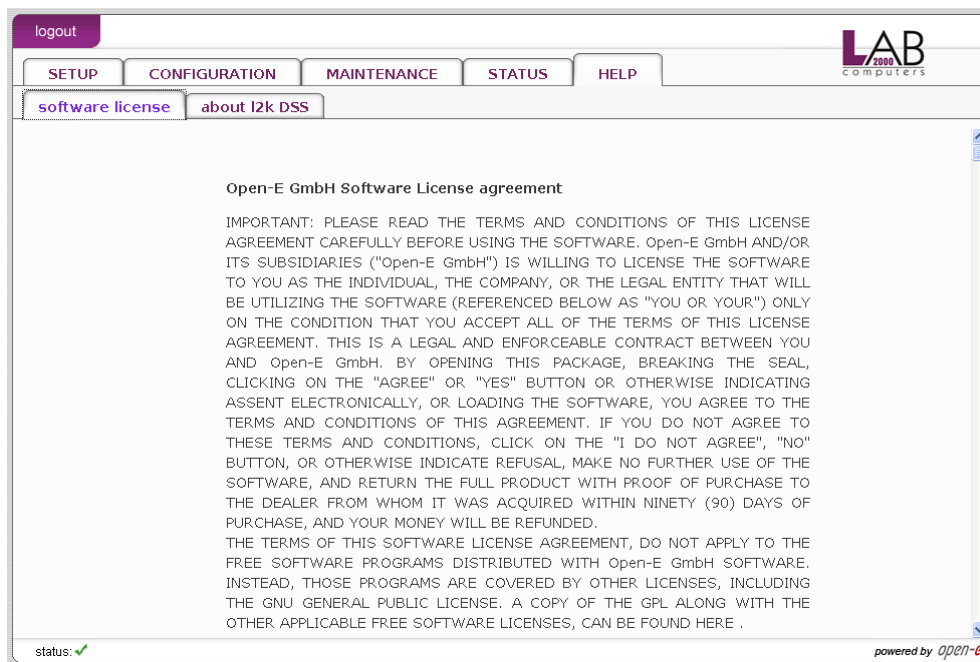 logout
LAB
2000
computers
SETUP CONFIGURATION MAINTENANCE STATUS HELP
software license about l2k DSS
Open-E GmbH Software License agreement
IMPORTANT: PLEASE READ THE TERMS AND CONDITIONS OF THIS LICENSE
AGREEMENT CAREFULLY BEFORE USING THE SOFTWARE. Open-E GmbH AND/OR
ITS SUBSIDIARIES ("Open-E GmbH") IS WILLING TO LICENSE THE SOFTWARE
TO YOU AS THE INDIVIDUAL, THE COMPANY, OR THE LEGAL ENTITY THAT WILL
BE UTILIZING THE SOFTWARE (REFERENCED BELOW AS "YOU OR YOUR") ONLY
ON THE CONDITION THAT YOU ACCEPT ALL OF THE TERMS OF THIS LICENSE
AGREEMENT. THIS IS A LEGAL AND ENFORCEABLE CONTRACT BETWEEN YOU
AND Open-E GmbH. BY OPENING THIS PACKAGE, BREAKING THE SEAL,
CLICKING ON THE "AGREE" OR "YES" BUTTON OR OTHERWISE INDICATING
ASSENT ELECTRONICALLY, OR LOADING THE SOFTWARE, YOU AGREE TO THE
TERMS AND CONDITIONS OF THIS AGREEMENT. IF YOU DO NOT AGREE TO
THESE TERMS AND CONDITIONS, CLICK ON THE "I DO NOT AGREE", "NO"
BUTTON, OR OTHERWISE INDICATE REFUSAL, MAKE NO FURTHER USE OF THE
SOFTWARE, AND RETURN THE FULL PRODUCT WITH PROOF OF PURCHASE TO
THE DEALER FROM WHOM IT WAS ACQUIRED WITHIN NINETY (90) DAYS OF
PURCHASE, AND YOUR MONEY WILL BE REFUNDED.
THE TERMS OF THIS SOFTWARE LICENSE AGREEMENT, DO NOT APPLY TO THE
FREE SOFTWARE PROGRAMS DISTRIBUTED WITH Open-E GmbH SOFTWARE.
INSTEAD, THOSE PROGRAMS ARE COVERED BY OTHER LICENSES, INCLUDING
THE GNU GENERAL PUBLIC LICENSE. A COPY OF THE GPL ALONG WITH THE
OTHER APPLICABLE FREE SOFTWARE LICENSES, CAN BE FOUND HERE .
status:
powered by open-e